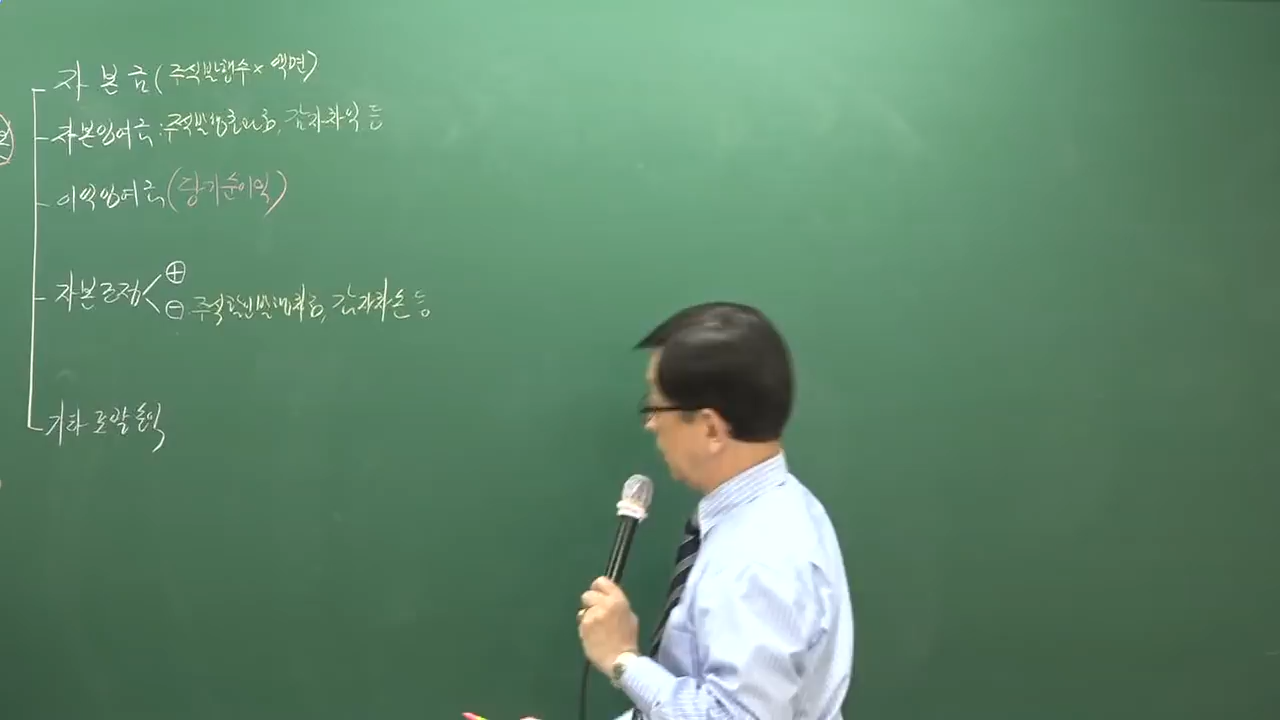 자본금(주식발행수×액면)
자본잉여금:주식발행초과금, 감자차익 등
이익잉여금(당기순이익)
자본조정
⊕
⊖ 주식할인발행차금, 감자차손 등
기타포괄손익